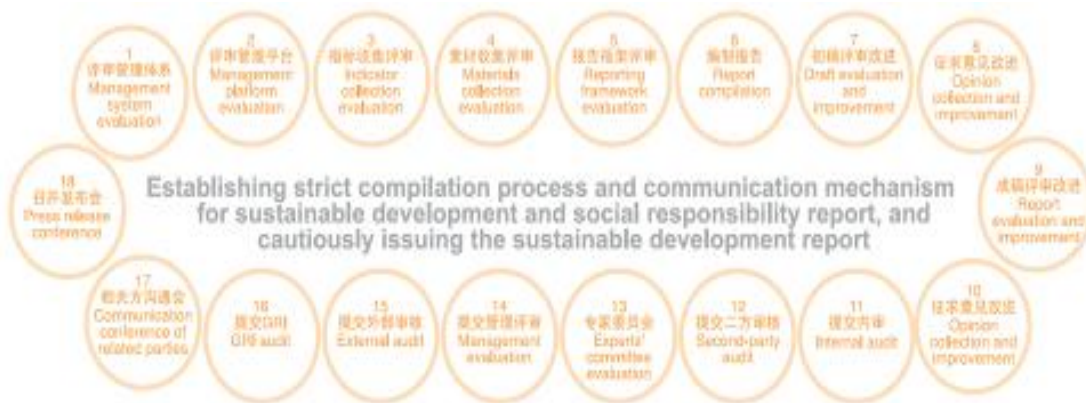 1
评审管理体系
Management
system
evaluation
2
评审管理平台
Management
platform
evaluation
3
指标收集评审
Indicator
collection
evaluation
4
素材收集评审
Materials
collection
evaluation
5
报告框架评审
Reporting
framework
evaluation
6
编制报告
Report
compilation
7
初稿评审改进
Draft evaluation
and
improvement
8
征求意见改进
Opinion
collection and
improvement
9
成稿评审改进
Report
evaluation and
improvement
Establishing strict compilation process and communication mechanism
for sustainable development and social responsibility report, and
cautiously issuing the sustainable development report
10
征求意见改进
Opinion
collection and
improvement
11
提交内审
Internal audit
12
提交二方审核
Second-party
audit
13
专家委员会
Experts'
committee
evaluation
14
提交管理评审
Management
evaluation
15
提交外部审核
External audit
16
提交GRI
GRI audit
17
相关方沟通会
Communication
conference of
related parties
18
召开发布会
Press release
conference